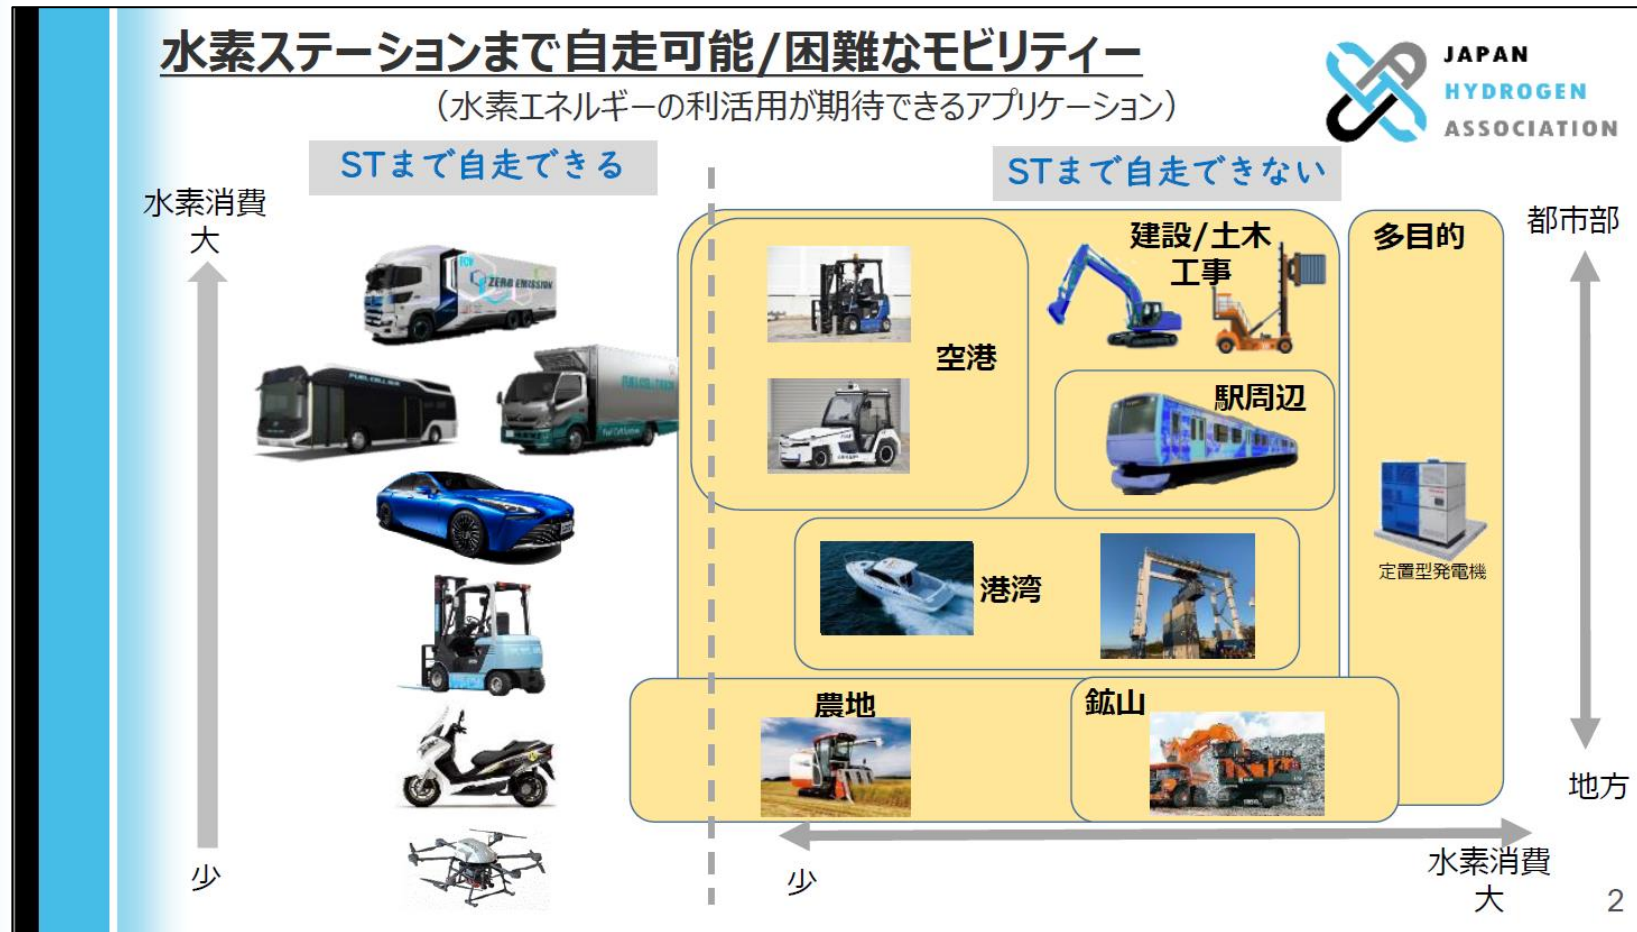 水素ステーションまで自走可能/困難なモビリティー
(水素エネルギーの利活用が期待できるアプリケーション)
JAPAN
HYDROGEN
ASSOCIATION
STまで自走できる
STまで自走できない
水素消費
大
少
ZERO EMISSION
FUEL CELL BUS
空港
建設/土木
工事
駅周辺
港湾
農地
鉱山
多目的
定置型発電機
都市部
地方
少
水素消費
大
2